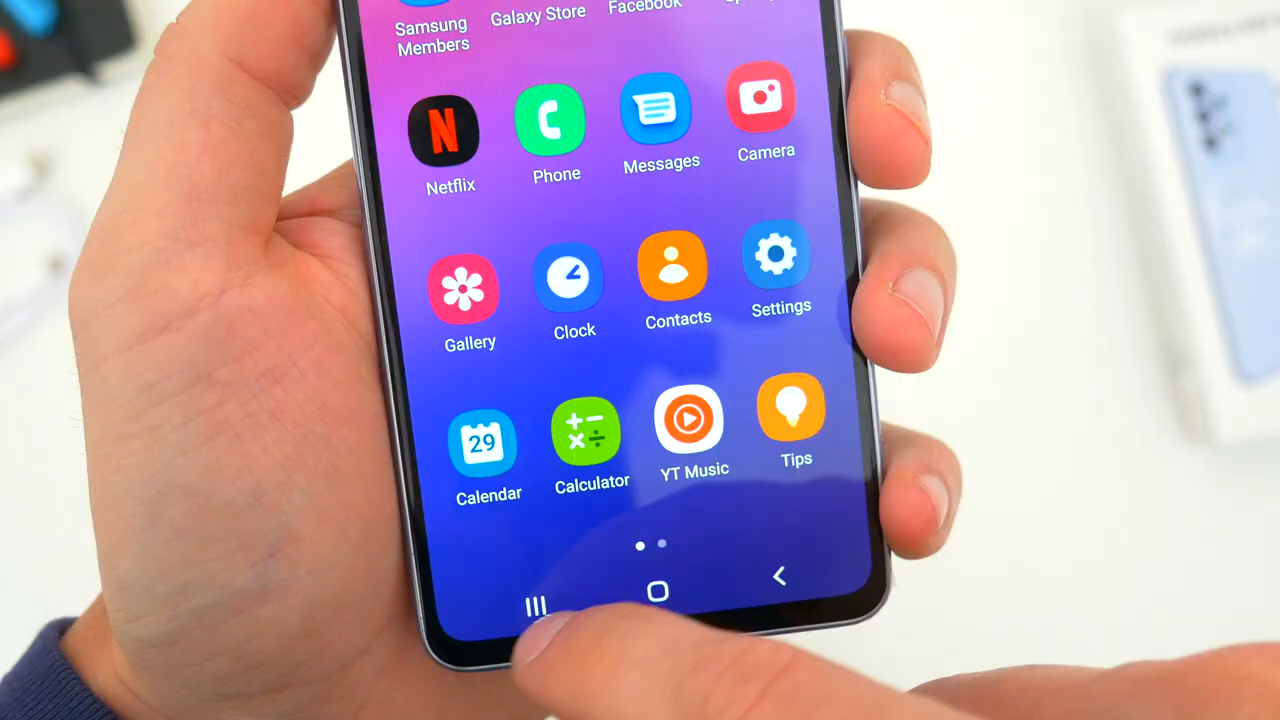 Samsung
Members
Galaxy Store
Facebook
N
Netflix
Phone
Messages
Camera
Gallery
Clock
Contacts
Settings
29
Calendar
Calculator
YT Music
Tips